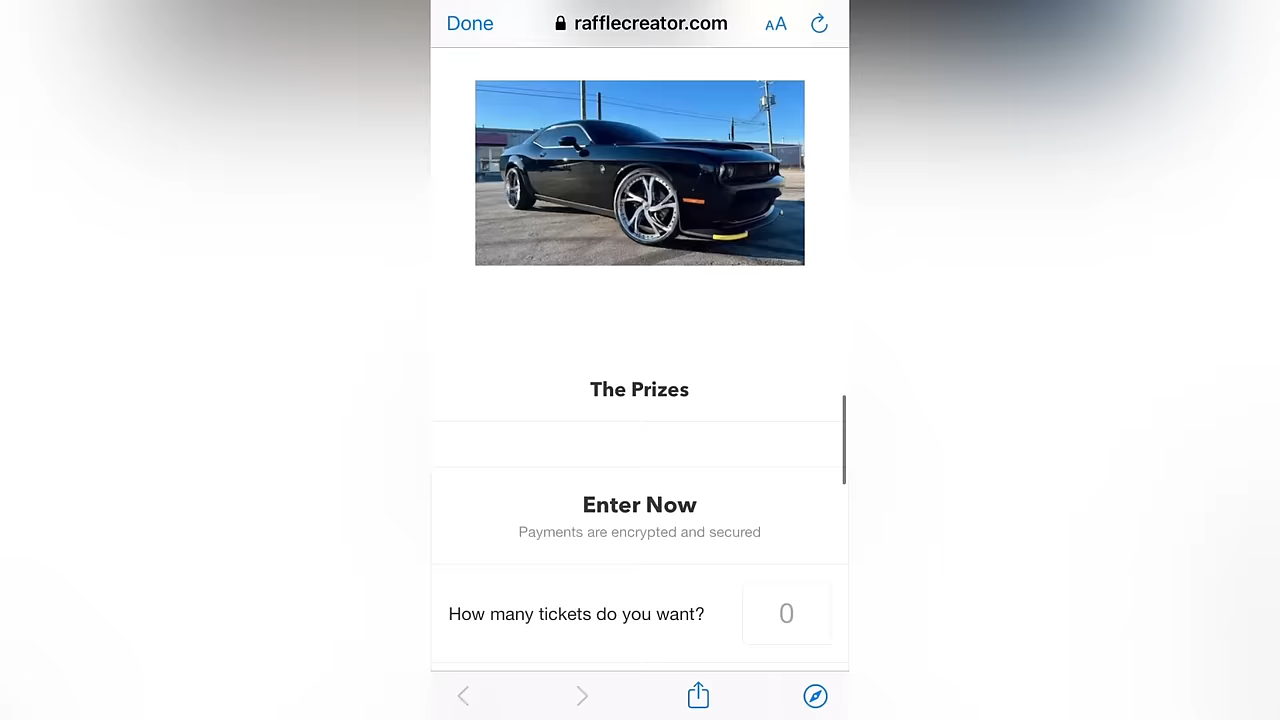 Done
rafflecreator.com
AA
The Prizes
Enter Now
Payments are encrypted and secured
How many tickets do you want?
0